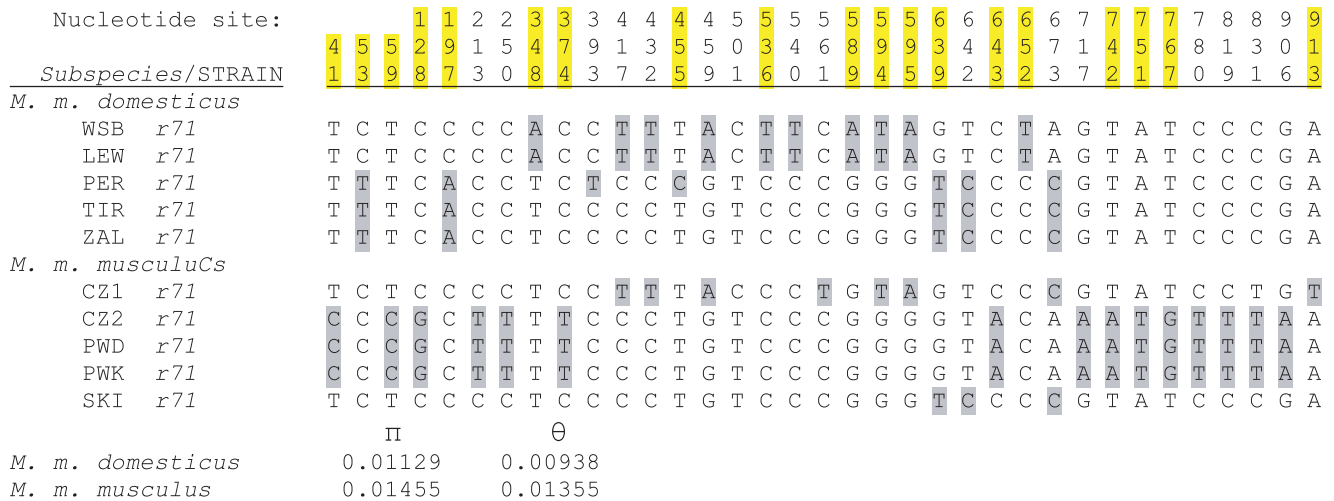 Nucleotide site: 1 1 2 2 3 3 3 4 4 4 4 5 5 5 5 5 5 5 6 6 6 6 6 7 7 7 7 7 8 8 9 9
4 5 5 2 9 1 5 4 7 9 1 3 5 5 0 3 4 6 8 9 9 3 4 4 5 7 1 4 5 6 8 1 3 0 1
Subspecies/STRAIN 1 3 9 8 7 3 0 8 4 3 7 2 5 9 1 6 0 1 9 4 5 9 2 3 2 3 7 2 1 7 0 9 1 6 3
M. m. domesticus
WSB r71 T C T C C C C A C C T T T A C T T C A T A G T C T A G T A T C C C G A
LEW r71 T C T C C C C A C C T T T A C T T C A T A G T C T A G T A T C C C G A
PER r71 T T T C A C C T C T C C C G T C C C G G G T C C C C G T A T C C C G A
TIR r71 T T T C A C C T C C C C T G T C C C G G G T C C C C G T A T C C C G A
ZAL r71 T T T C A C C T C C C C T G T C C C G G G T C C C C G T A T C C C G A
M. m. musculuCs
CZ1 r71 T C T C C C C T C C T T T A C C C T G T A G T C C C G T A T C C T G T
CZ2 r71 C C C G C T T T T C C C T G T C C C G G G G T A C A A A T G T T T A A
PWD r71 C C C G C T T T T C C C T G T C C C G G G G T A C A A A T G T T T A A
PWK r71 C C C G C T T T T C C C T G T C C C G G G G T A C A A A T G T T T A A
SKI r71 T C T C C C C T C C C C T G T C C C G G G T C C C C G T A T C C C G A
π θ
M. m. domesticus 0.01129 0.00938
M. m. musculus 0.01455 0.01355